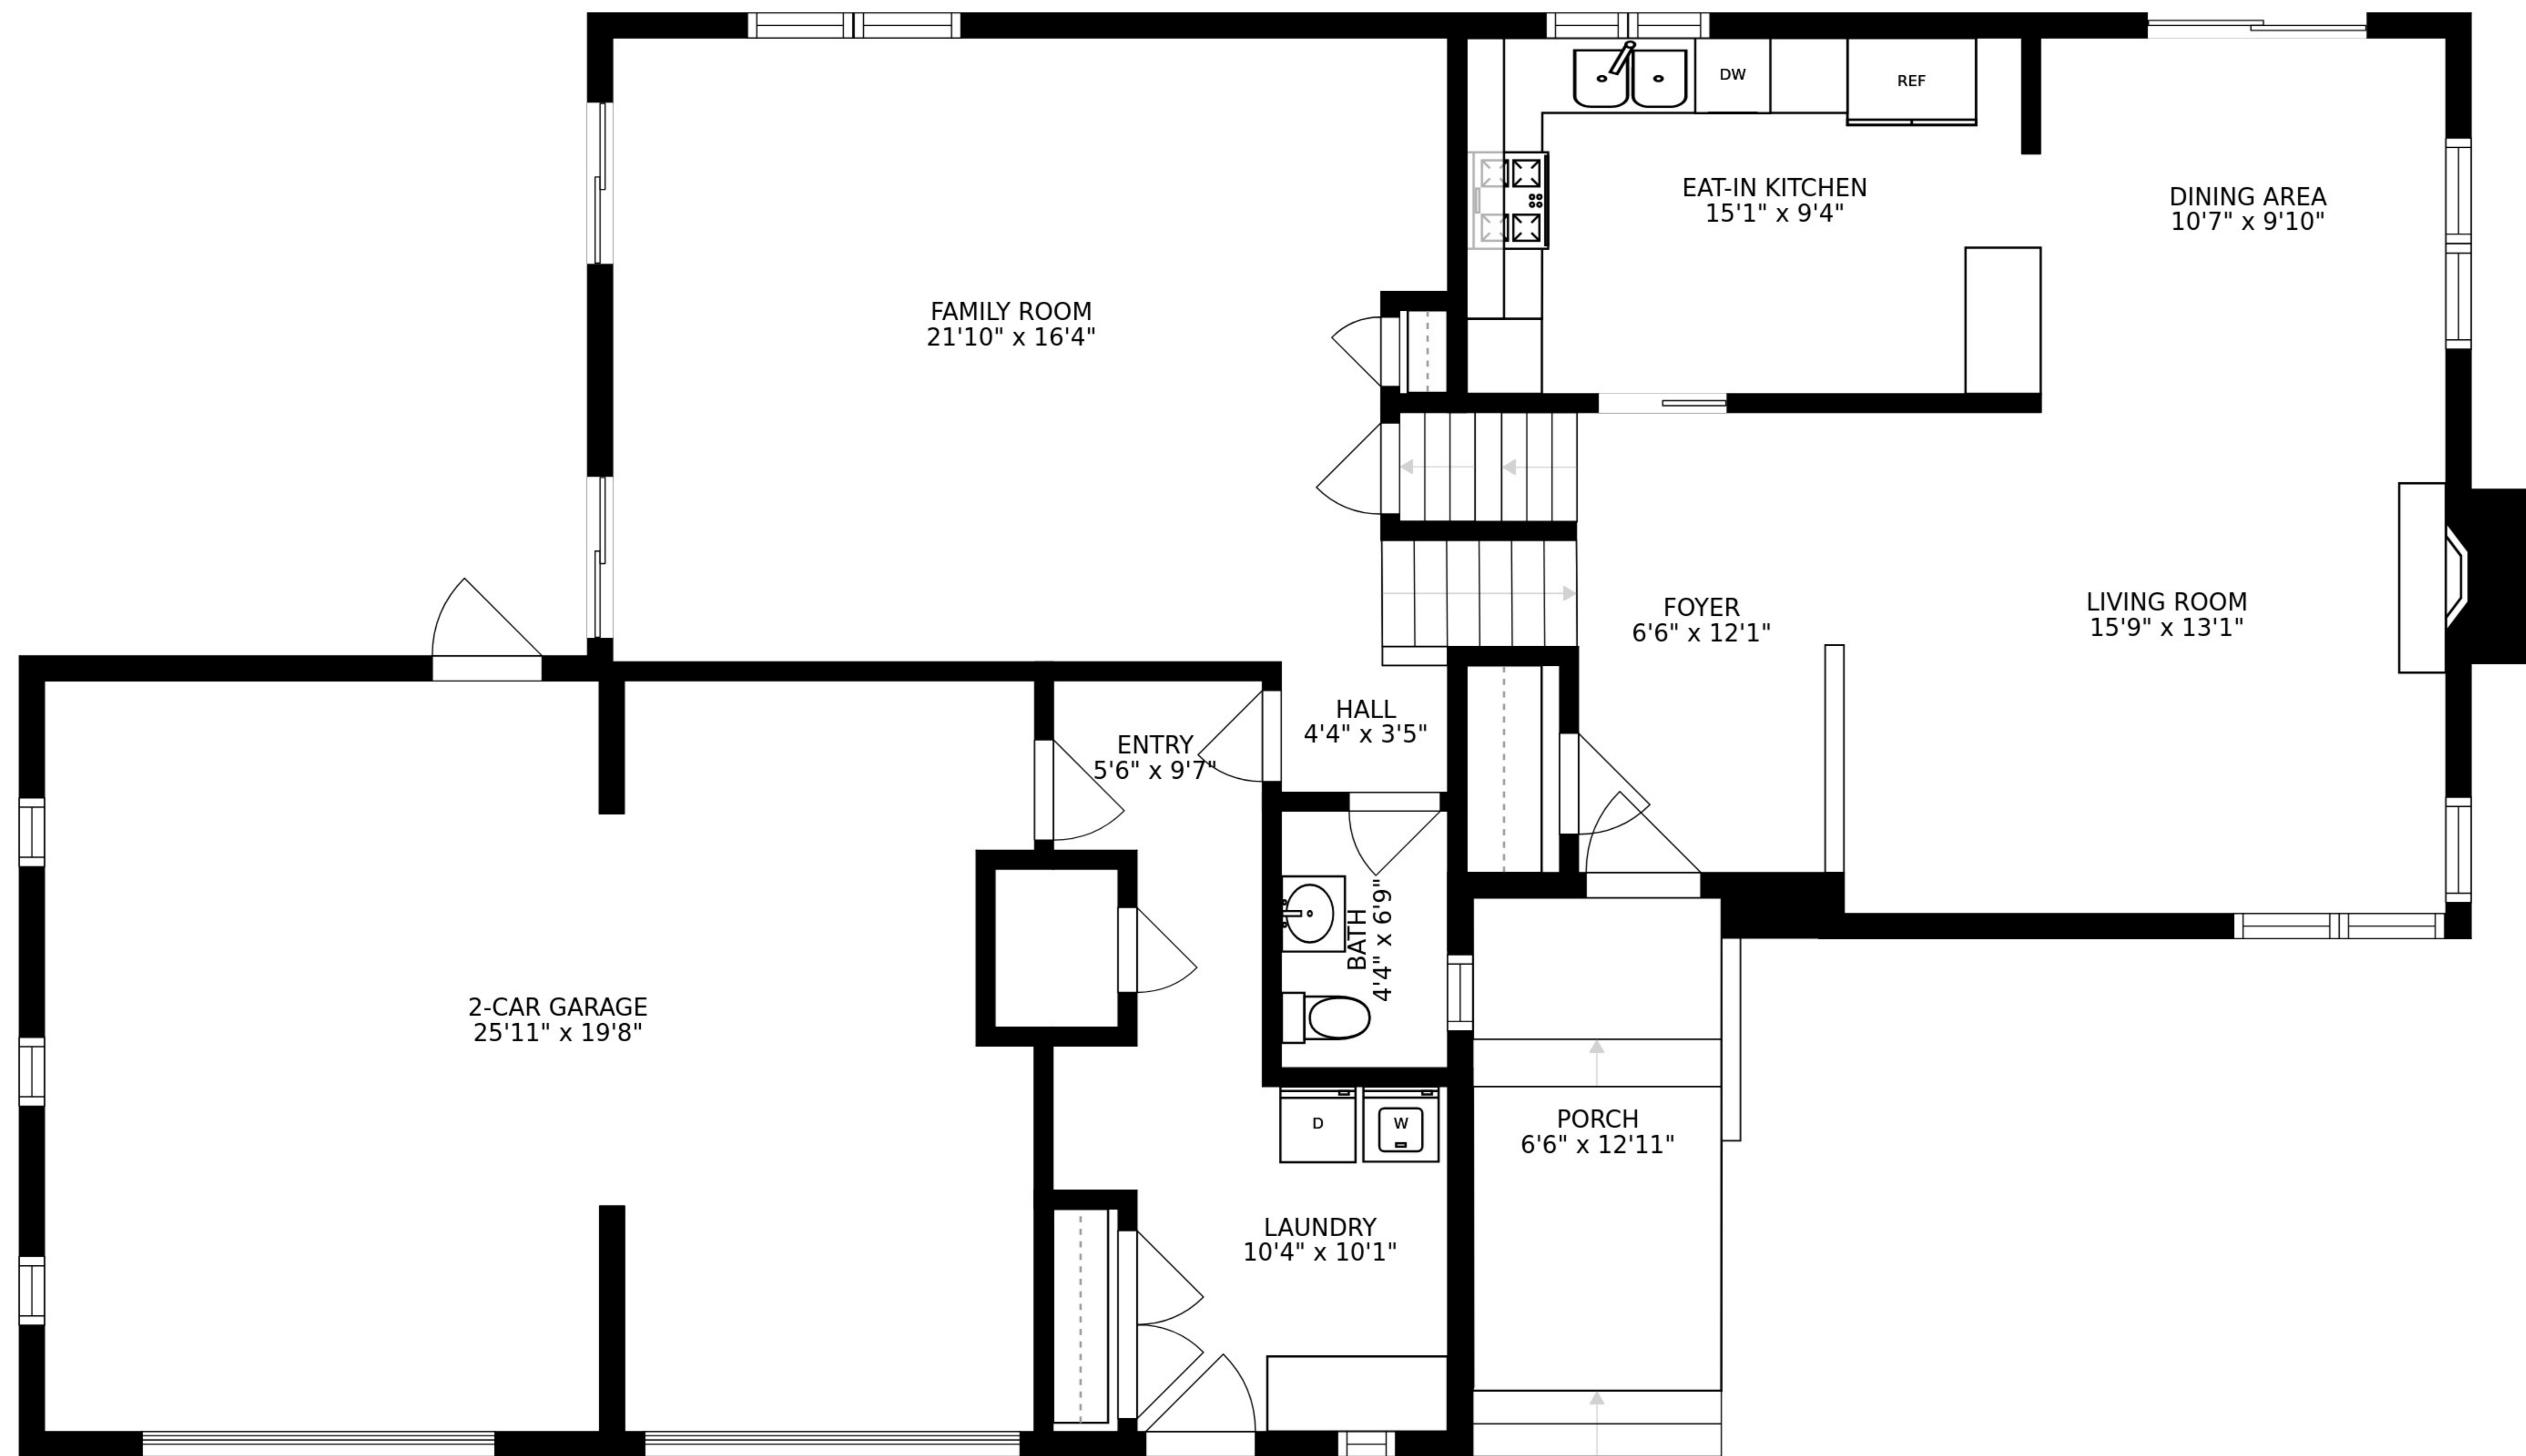 DW
REF
EAT-IN KITCHEN
15'1" x 9'4"
DINING AREA
10'7" x 9'10"
FAMILY ROOM
21'10" x 16'4"
FOYER
6'6" x 12'1"
LIVING ROOM
15'9" x 13'1"
HALL
4'4" x 3'5"
ENTRY
5'6" x 9'7"
BATH
4'4" x 6'9"
2-CAR GARAGE
25'11" x 19'8"
D
W
PORCH
6'6" x 12'11"
LAUNDRY
10'4" x 10'1"